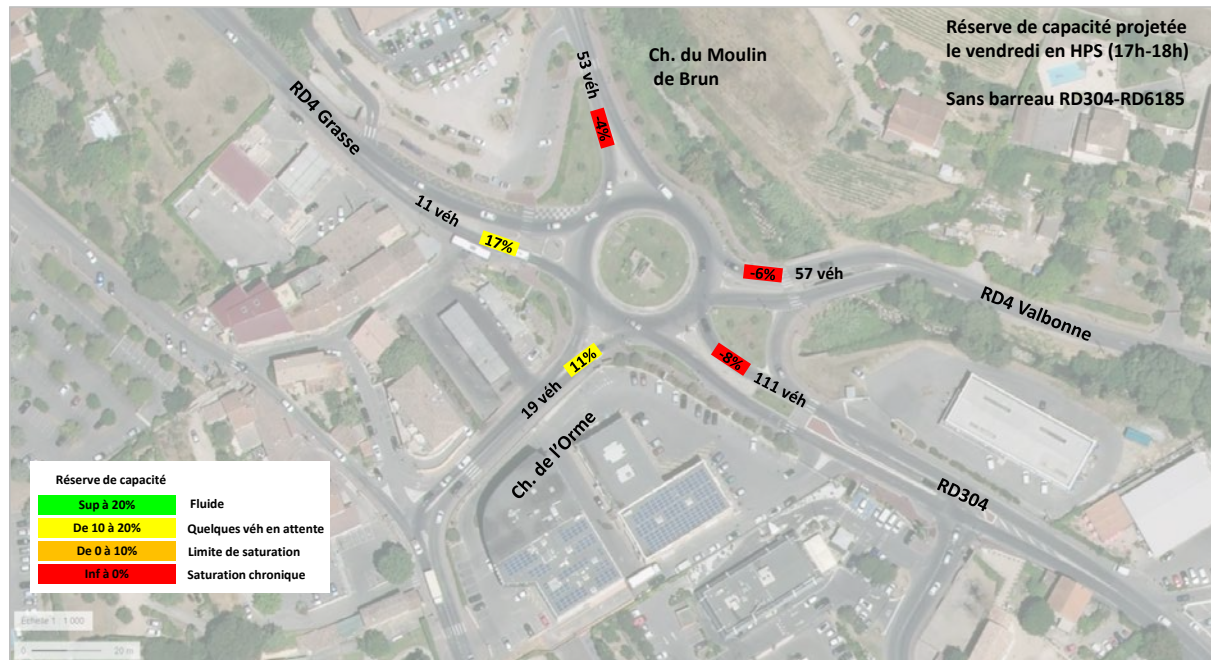 Réserve de capacité projetée
le vendredi en HPS (17h-18h)
Sans barreau RD304-RD6185
Ch. du Moulin
de Brun
53 véh
-4%
RD4 Grasse
11 véh
17%
-6%
57 véh
RD4 Valbonne
-8%
111 véh
11%
19 véh
Ch. de l'Orme
RD304
Réserve de capacité
Sup à 20%
Fluide
De 10 à 20%
Quelques véh en attente
De 0 à 10%
Limite de saturation
Inf à 0%
Saturation chronique
Echelle 1 : 1 000
0
20 m